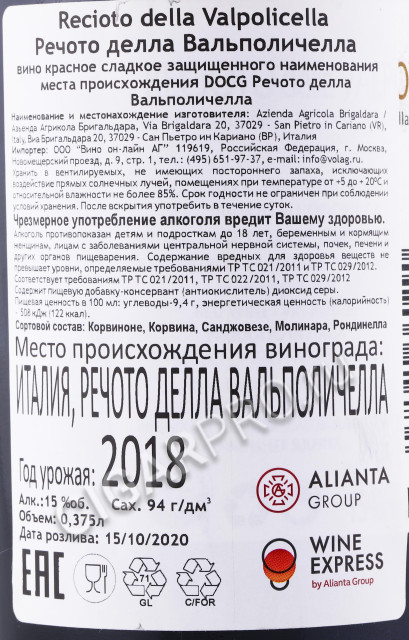 Recioto della Valpolicella
Речото делла Вальполичелла
вино красное сладкое защищенного наименования
места происхождения DOCG Речото делла
Вальполичелла
Наименование и местонахождение изготовителя: Azienda Agricola Brigaldara /
Азиенда Агрикола Бригальдара, Via Brigaldara 20, 37029 - San Pietro in Cariano (VR),
Italy, Виа Бригальдара 20, 37029 - Сан Пьетро ин Кариано (ВР), Италия
Импортер: ООО "Вино он-лайн АГ" 119619, Российская Федерация, г. Москва,
Новомещерский проезд, д. 9, стр. 1, тел.: (495) 651-97-37, e-mail: info@volag.ru.
Хранить в вентилируемых, не имеющих постороннего запаха, исключающих
воздействие прямых солнечных лучей, помещениях при температуре от +5 до +20°С и
относительной влажности не более 85%. Срок годности не ограничен при соблюдении
условий хранения. После вскрытия употребить в течение суток.
Чрезмерное употребление алкоголя вредит Вашему здоровью.
Алкоголь противопоказан детям и подросткам до 18 лет, беременным и кормящим
женщинам, лицам с заболеваниями центральной нервной системы, почек, печени и
других органов пищеварения. Содержание вредных для здоровья веществ не
превышает уровни, определяемые требованиями ТР ТС 021/2011 и ТР ТС 029/2012.
Соответствует требованиям ТР ТС 021/2011, ТР ТС 022/2011, ТР ТС 029/2012
Содержит пищевую добавку-консервант (антиокислитель) диоксид серы.
Пищевая ценность в 100 мл: углеводы-9,4 г, энергетическая ценность (калорийность)
- 508 кДж (122 ккал).
Сортовой состав: Корвиноне, Корвина, Санджовезе, Молинара, Рондинелла
Место происхождения винограда:
ИТАЛИЯ, РЕЧОТО ДЕЛЛА ВАЛЬПОЛИЧЕЛЛА
Год урожая: 2018
Алк.: 15 %об. Сах. 94 г/дм³
Объем: 0,375л
Дата розлива: 15/10/2020
ALIANTA
GROUP
WINE
EXPRESS
by Alianta Group
EAC
71
GL
C/FOR
CIGARPRO.RU